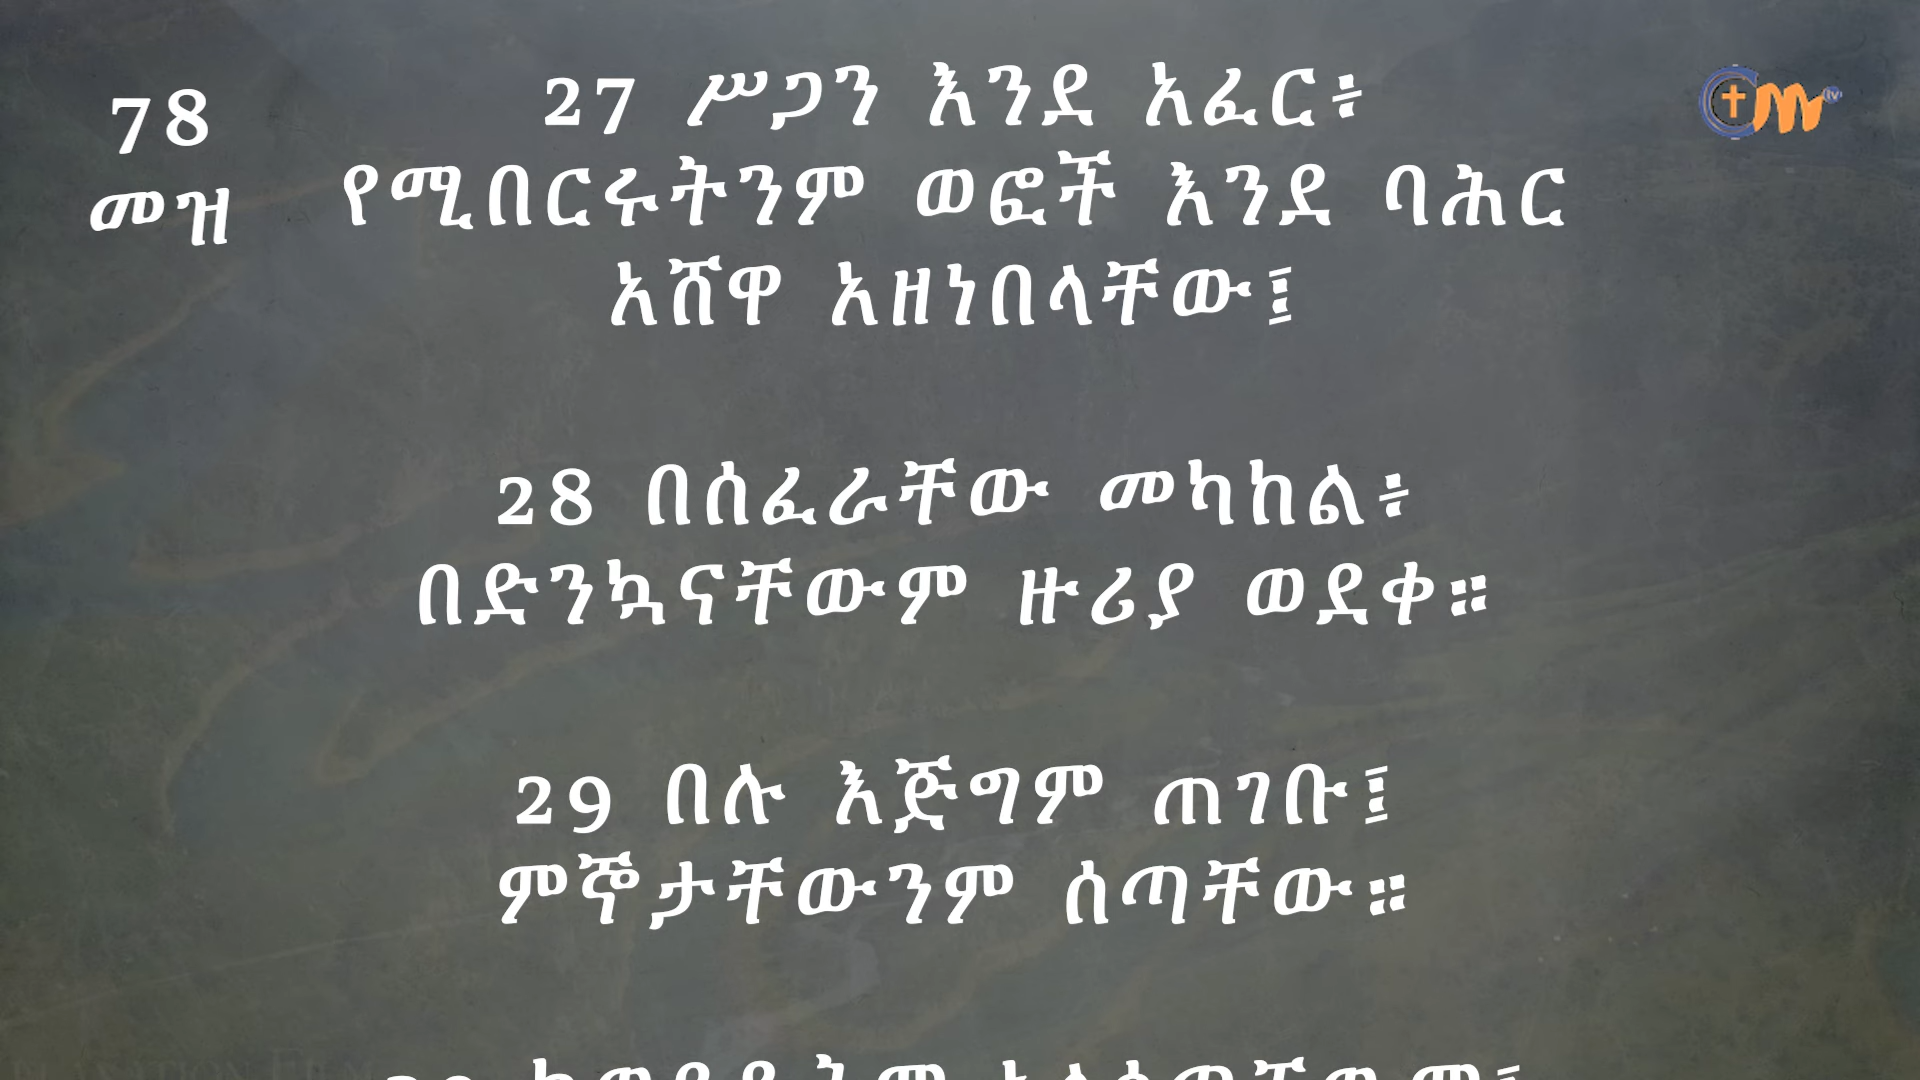 78
መዝ
27 ሥጋን እንደ አፈር፥
የሚበርሩትንም ወፎች እንደ ባሕር
አሸዋ አዘነበላቸው፤
28 በሰፈራቸው መካከል፥
በድንኳናቸውም ዙሪያ ወደቀ።
29 በሉ እጅግም ጠገቡ፤
ምኞታቸውንም ሰጣቸው።